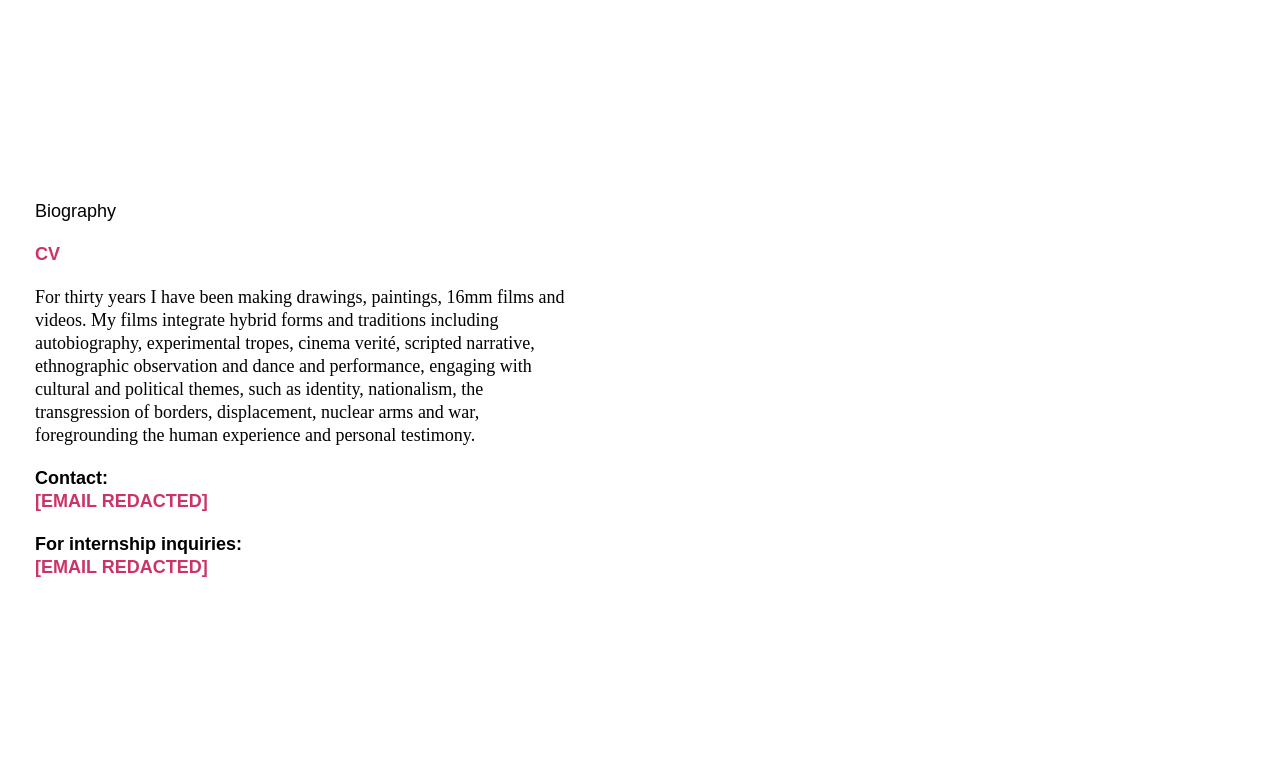 Biography
CV
For thirty years I have been making drawings, paintings, 16mm films and
videos. My films integrate hybrid forms and traditions including
autobiography, experimental tropes, cinema verité, scripted narrative,
ethnographic observation and dance and performance, engaging with
cultural and political themes, such as identity, nationalism, the
transgression of borders, displacement, nuclear arms and war,
foregrounding the human experience and personal testimony.
Contact:
[EMAIL REDACTED]
For internship inquiries:
[EMAIL REDACTED]